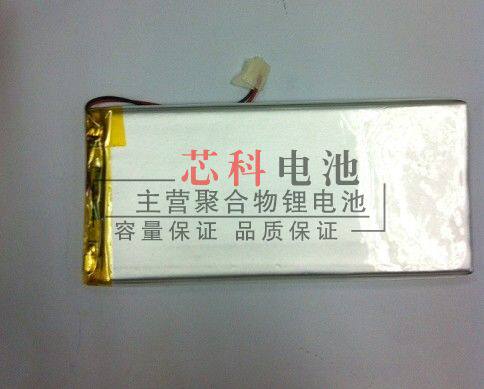 芯科电池
主营聚合物锂电池
容量保证 品质保证